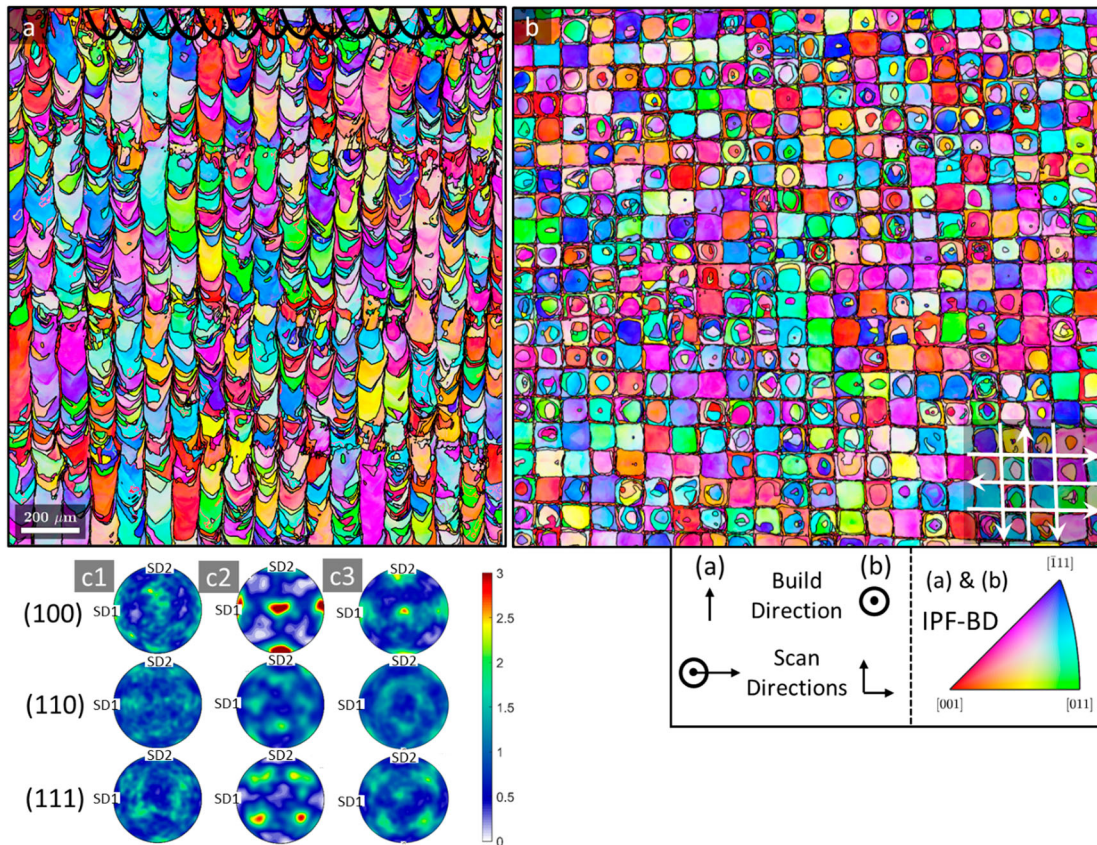 a
b
200 µm
c1 c2 c3
SD2 SD2 SD2
(100) SD1 SD1 SD1
SD2 SD2 SD2
(110) SD1 SD1 SD1
SD2 SD2 SD2
(111) SD1 SD1 SD1
3
2.5
2
1.5
1
0.5
0
(a) Build (b)
Direction
Scan
Directions
(a) & (b)
IPF-BD
[1̅11]
[001] [011]